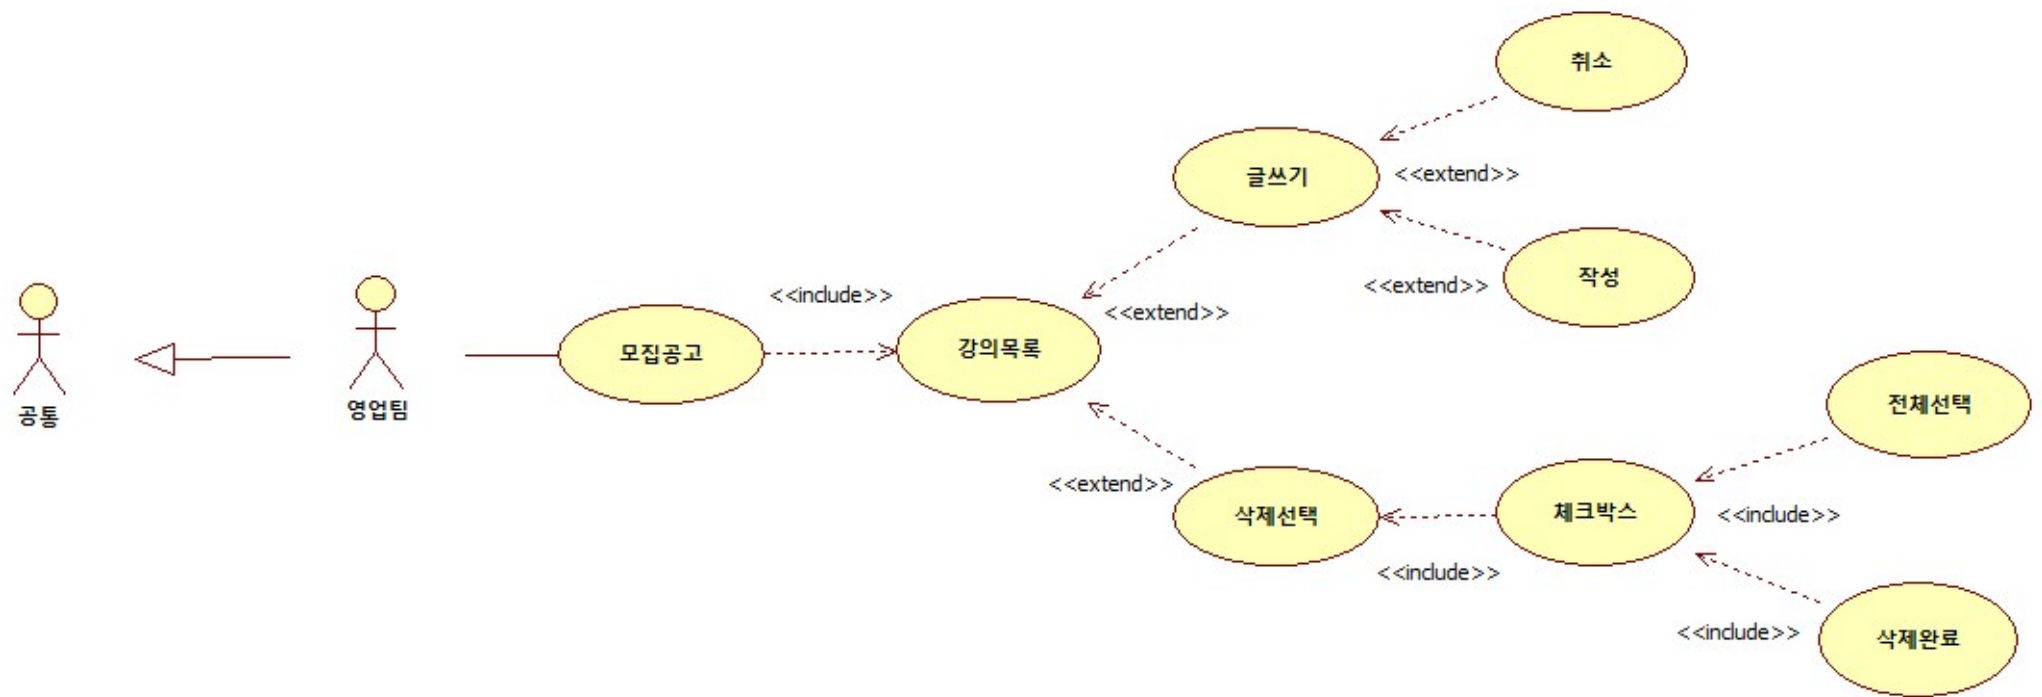 취소
글쓰기
<<extend>>
작성
<<extend>>
<<include>>
<<extend>>
모집공고
강의목록
공통
영업팀
전체선택
<<extend>>
삭제선택
체크박스
<<include>>
<<include>>
<<include>>
삭제완료